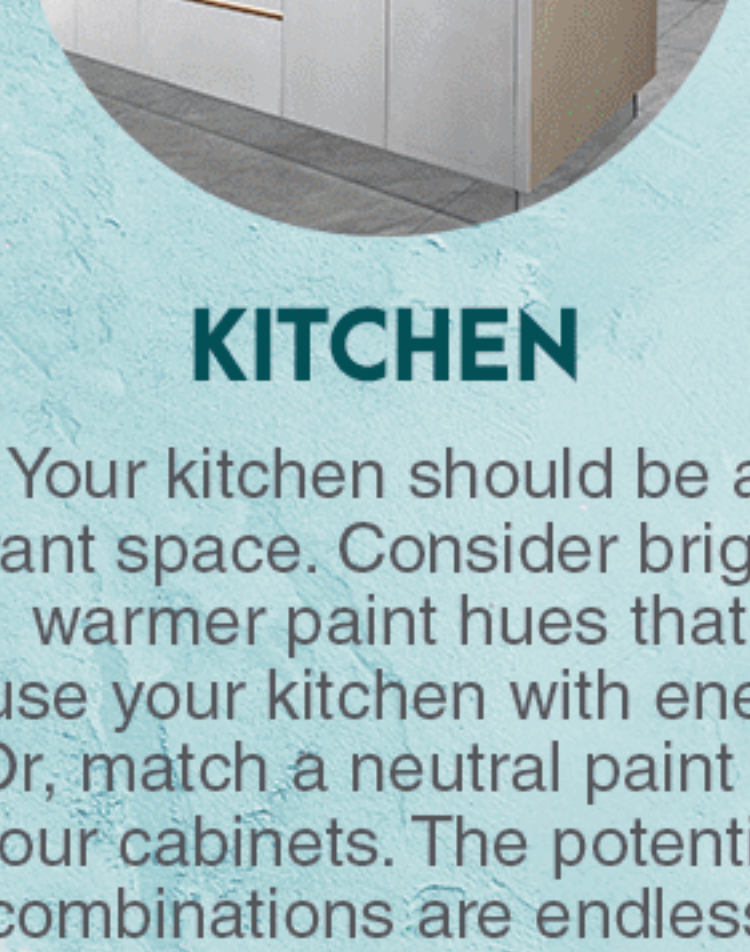 KITCHEN
Your kitchen should be a
ant space. Consider brig
warmer paint hues that
use your kitchen with ene
Or, match a neutral paint
our cabinets. The potenti
combinations are endless